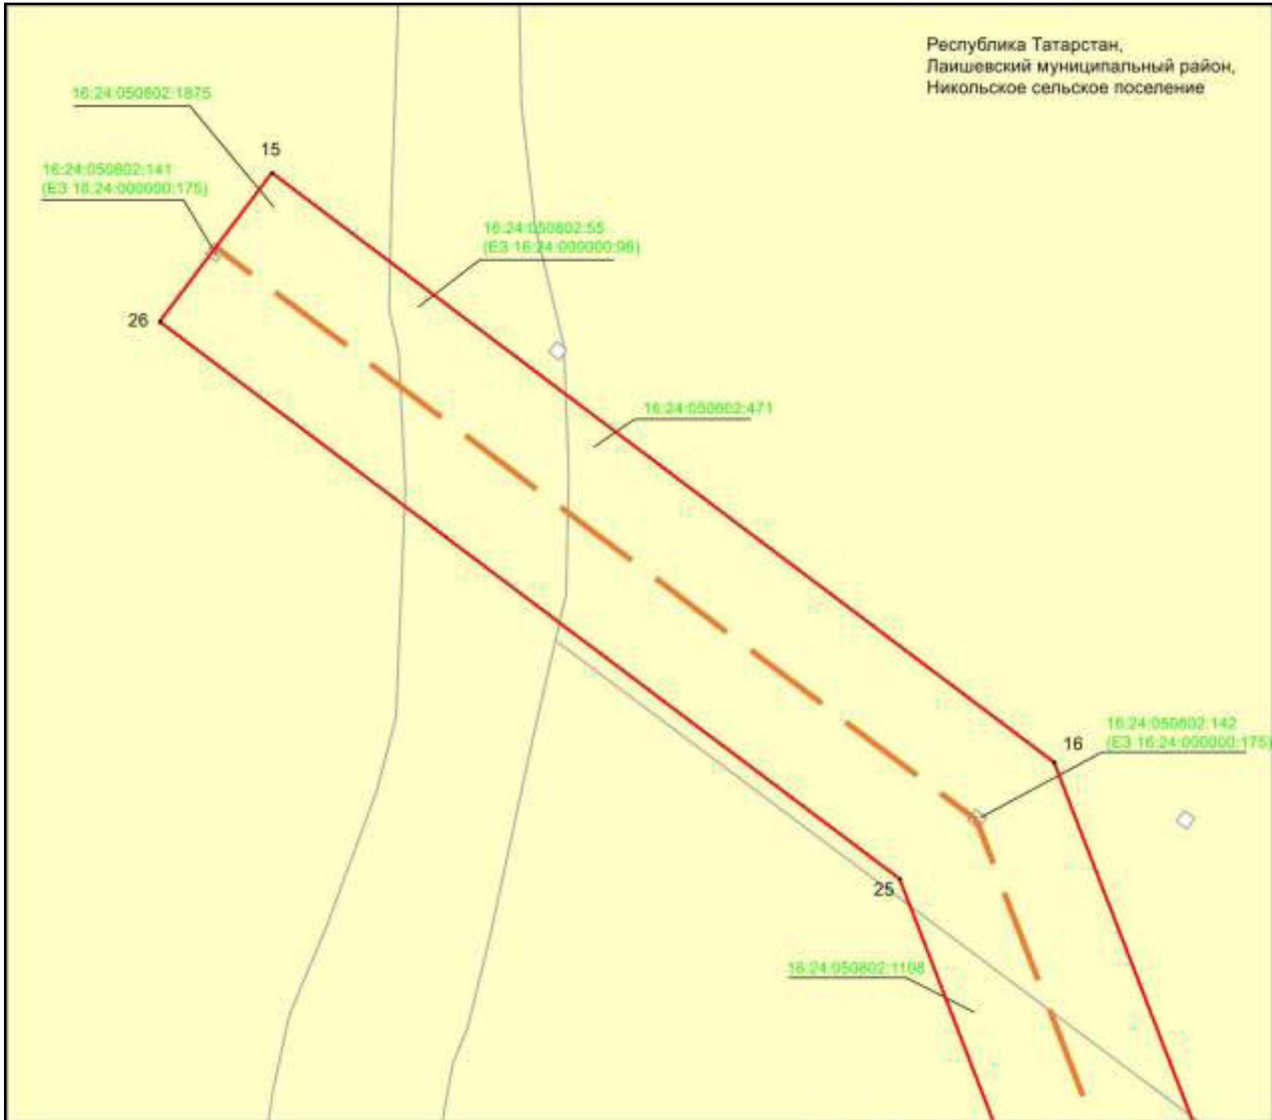 Республика Татарстан,
Лаишевский муниципальный район,
Никольское сельское поселение
16:24:050802:1875
15
16:24:050802:141
(ЕЗ 16:24:000000:175)
16:24:050802:55
(ЕЗ 16:24:000000:96)
26
16:24:050802:471
16
16:24:050802:142
(ЕЗ 16:24:000000:175)
25
16:24:050802:1108